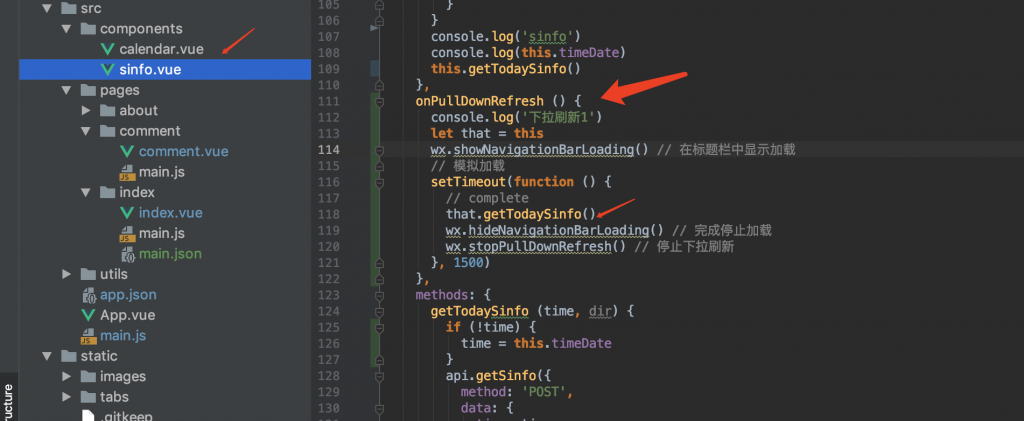 src
components
calendar.vue
sinfo.vue
pages
about
comment
comment.vue
JS main.js
index
index.vue
JS main.js
main.json
utils
app.json
App.vue
JS main.js
static
images
tabs
.gitkeep
ructure
105 }
106 }
107 console.log('sinfo')
108 console.log(this.timeDate)
109 this.getTodaySinfo()
110 },
111 onPullDownRefresh () {
112 console.log('下拉刷新1')
113 let that = this
114 wx.showNavigationBarLoading() // 在标题栏中显示加载
115 // 模拟加载
116 setTimeout(function () {
117 // complete
118 that.getTodaySinfo()
119 wx.hideNavigationBarLoading() // 完成停止加载
120 wx.stopPullDownRefresh() // 停止下拉刷新
121 }, 1500)
122 },
123 methods: {
124 getTodaySinfo (time, dir) {
125 if (!time) {
126 time = this.timeDate
127 }
128 api.getSinfo({
129 method: 'POST',
130 data: {